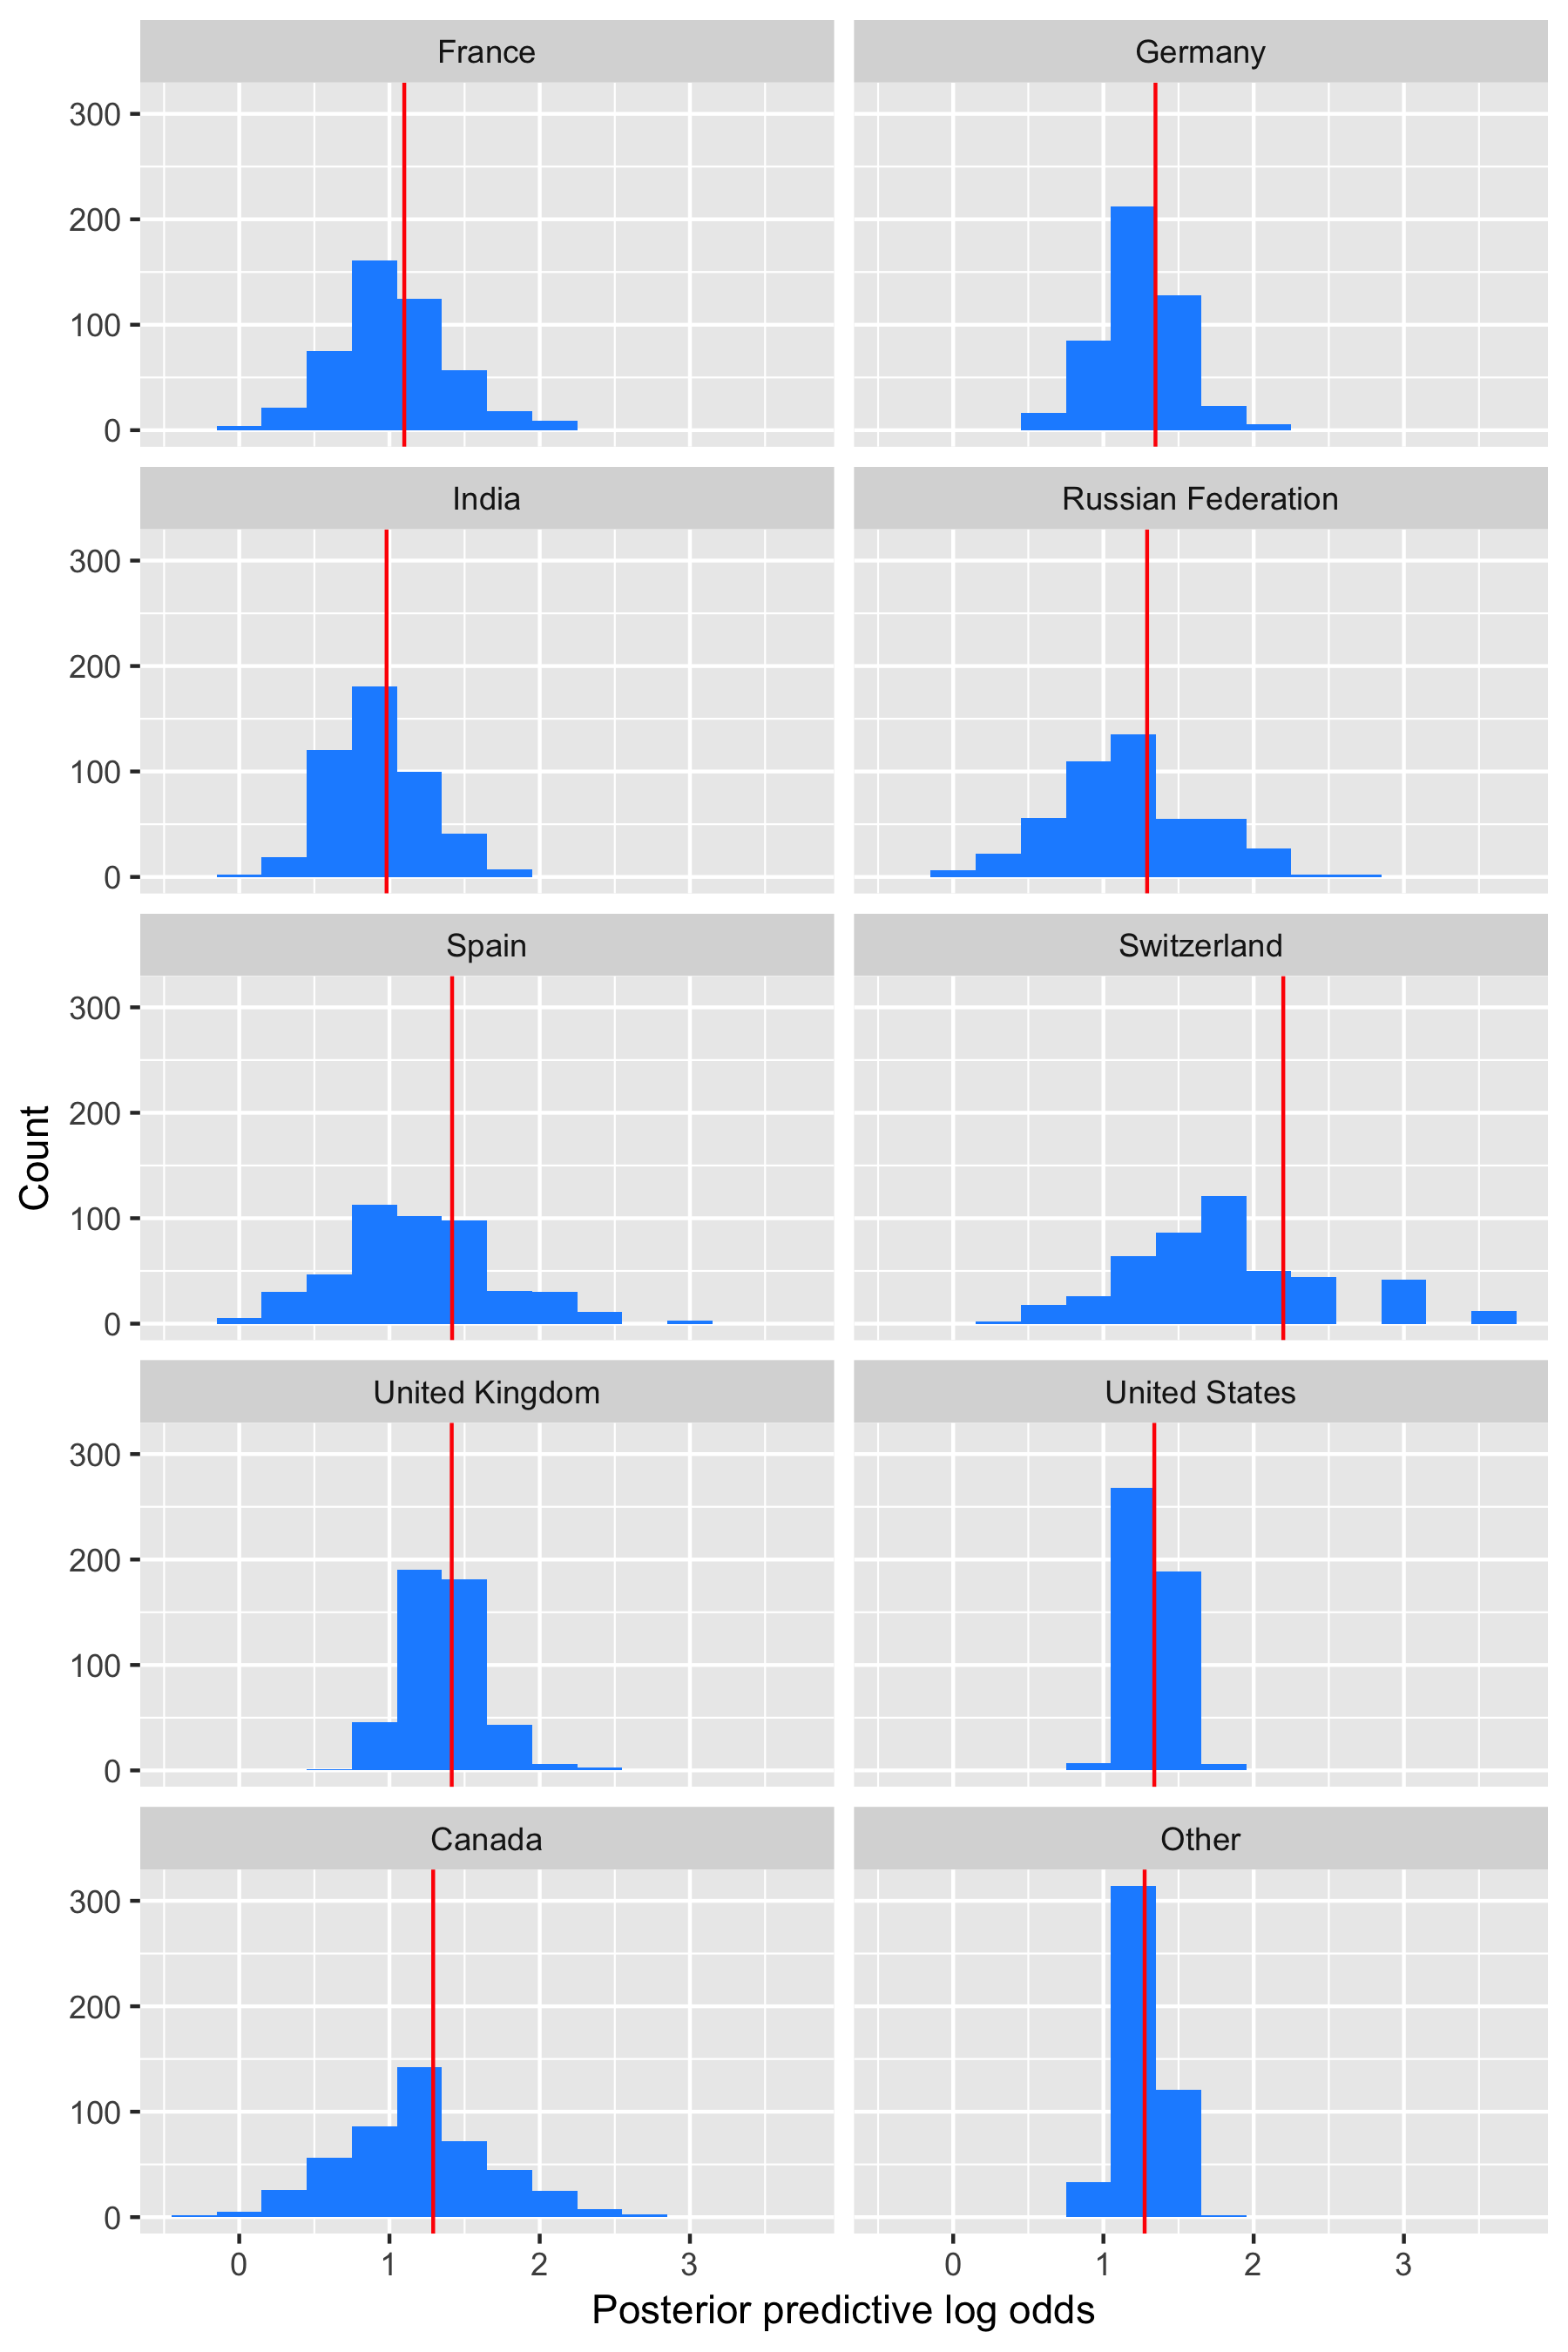 France
Germany
300
200
100
0
India
Russian Federation
300
200
100
0
Spain
Switzerland
300
200
100
0
Count
United Kingdom
United States
300
200
100
0
Canada
Other
300
200
100
0
0 1 2 3
0 1 2 3
Posterior predictive log odds